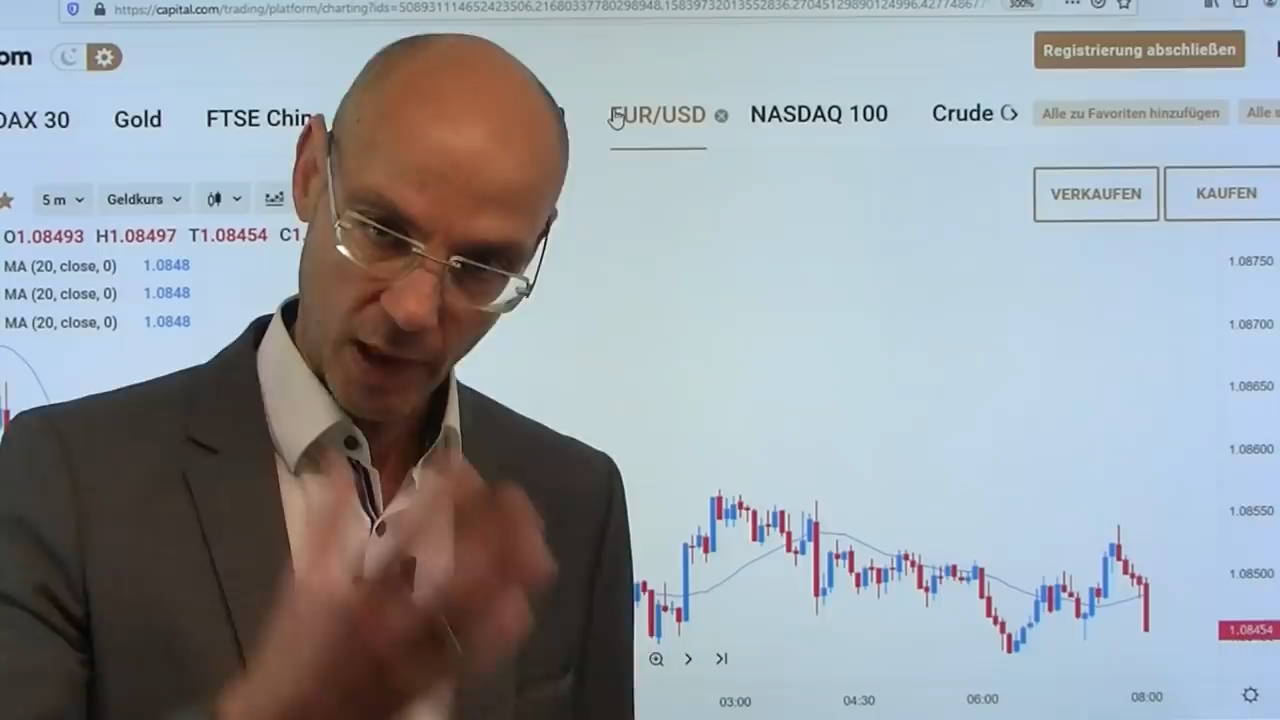 https://capital.com/trading/platform/charting?ids=508931114652423506,21680337780298948,15839732013552836,27045129890124996,42774867
300%
om
Registrierung abschließen
DAX 30
Gold
FTSE Chin
EUR/USD
NASDAQ 100
Crude O
Alle zu Favoriten hinzufügen
Alle s
5 m
Geldkurs
VERKAUFEN
KAUFEN
O1.08493 H1.08497 T1.08454 C1.
MA (20, close, 0) 1.0848
MA (20, close, 0) 1.0848
MA (20, close, 0) 1.0848
1.08750
1.08700
1.08650
1.08600
1.08550
1.08500
1.08454
03:00
04:30
06:00
08:00